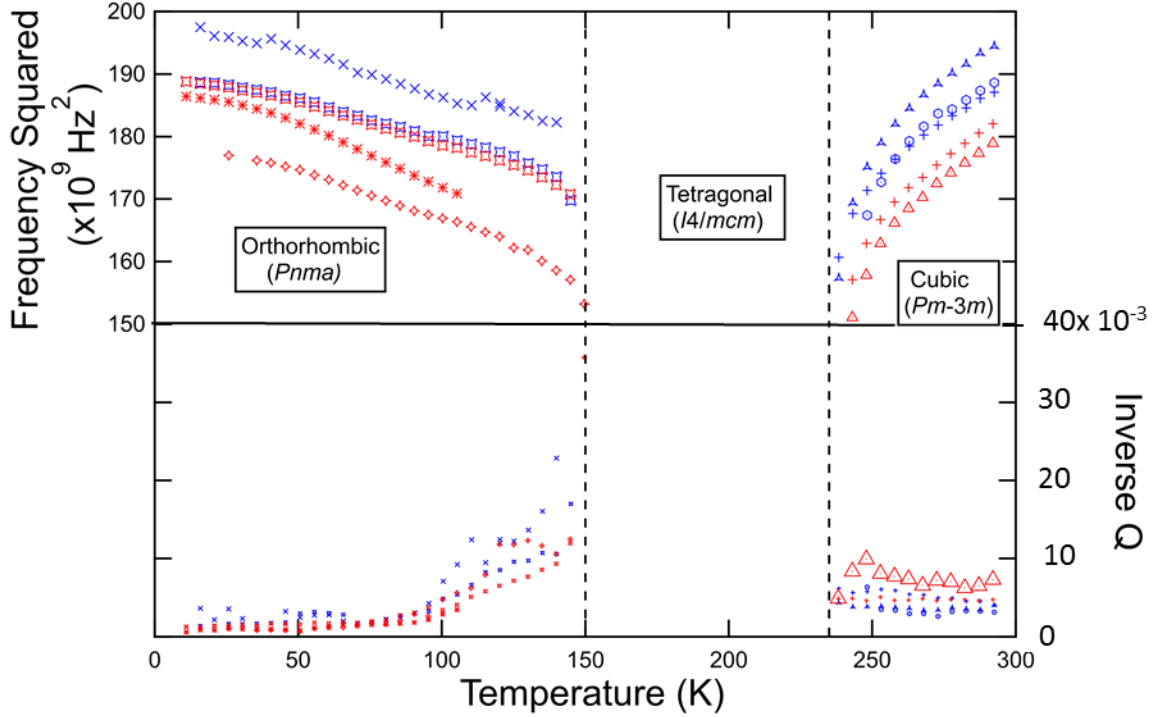 Frequency Squared
(x10⁹ Hz²)
200
190
180
170
160
150
Orthorhombic
(Pnma)
Tetragonal
(I4/mcm)
Cubic
(Pm-3m)
40x 10⁻³
30
20
10
0
Inverse Q
0
50
100
150
200
250
300
Temperature (K)